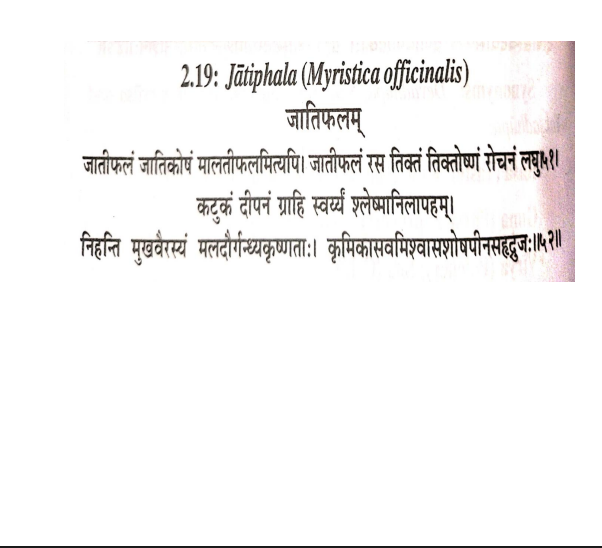 2.19: Jātiphala (Myristica officinalis)
जातिफलम्
जातीफलं जातिकोषं मालतीफलमित्यपि। जातीफलं रस तिक्तं तिक्तोष्णं रोचनं लघु॥५१।
कटुकं दीपनं ग्राहि स्वर्य्यं श्लेष्मानिलापहम्।
निहन्ति मुखवैरस्यं मलदौर्गन्ध्यकृष्णताः। कृमिकासवमिश्वासशोषपीनसहृद्रुजः॥५२॥